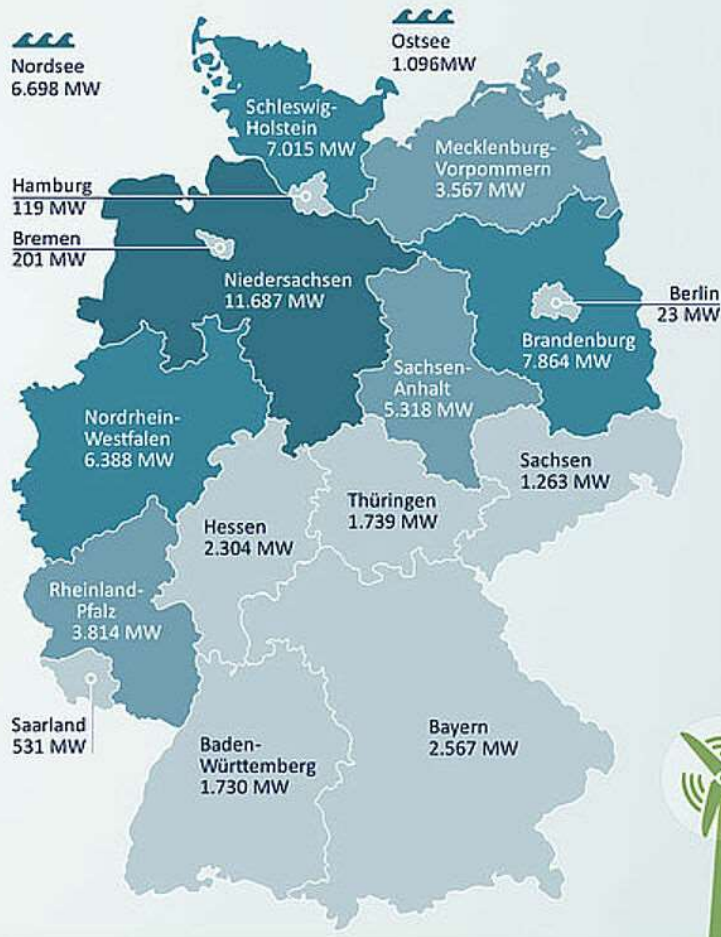 Nordsee
6.698 MW
Ostsee
1.096MW
Schleswig-
Holstein
7.015 MW
Mecklenburg-
Vorpommern
3.567 MW
Hamburg
119 MW
Bremen
201 MW
Niedersachsen
11.687 MW
Berlin
23 MW
Brandenburg
7.864 MW
Sachsen-
Anhalt
5.318 MW
Nordrhein-
Westfalen
6.388 MW
Sachsen
1.263 MW
Thüringen
1.739 MW
Hessen
2.304 MW
Rheinland-
Pfalz
3.814 MW
Saarland
531 MW
Baden-
Württemberg
1.730 MW
Bayern
2.567 MW